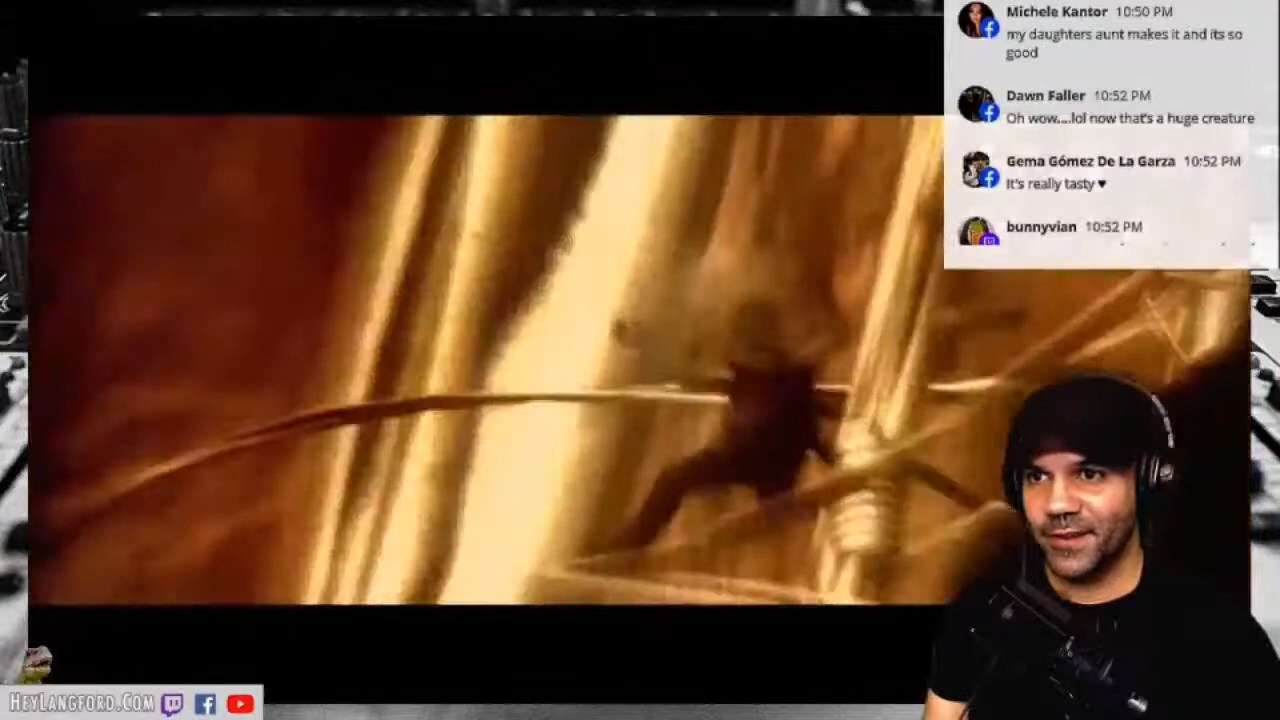 Michele Kantor 10:50 PM
my daughters aunt makes it and its so
good
Dawn Faller 10:52 PM
Oh wow....lol now that's a huge creature
Gema Gómez De La Garza 10:52 PM
It's really tasty ♥
bunnyvian 10:52 PM
HEYLANGFORD.COM